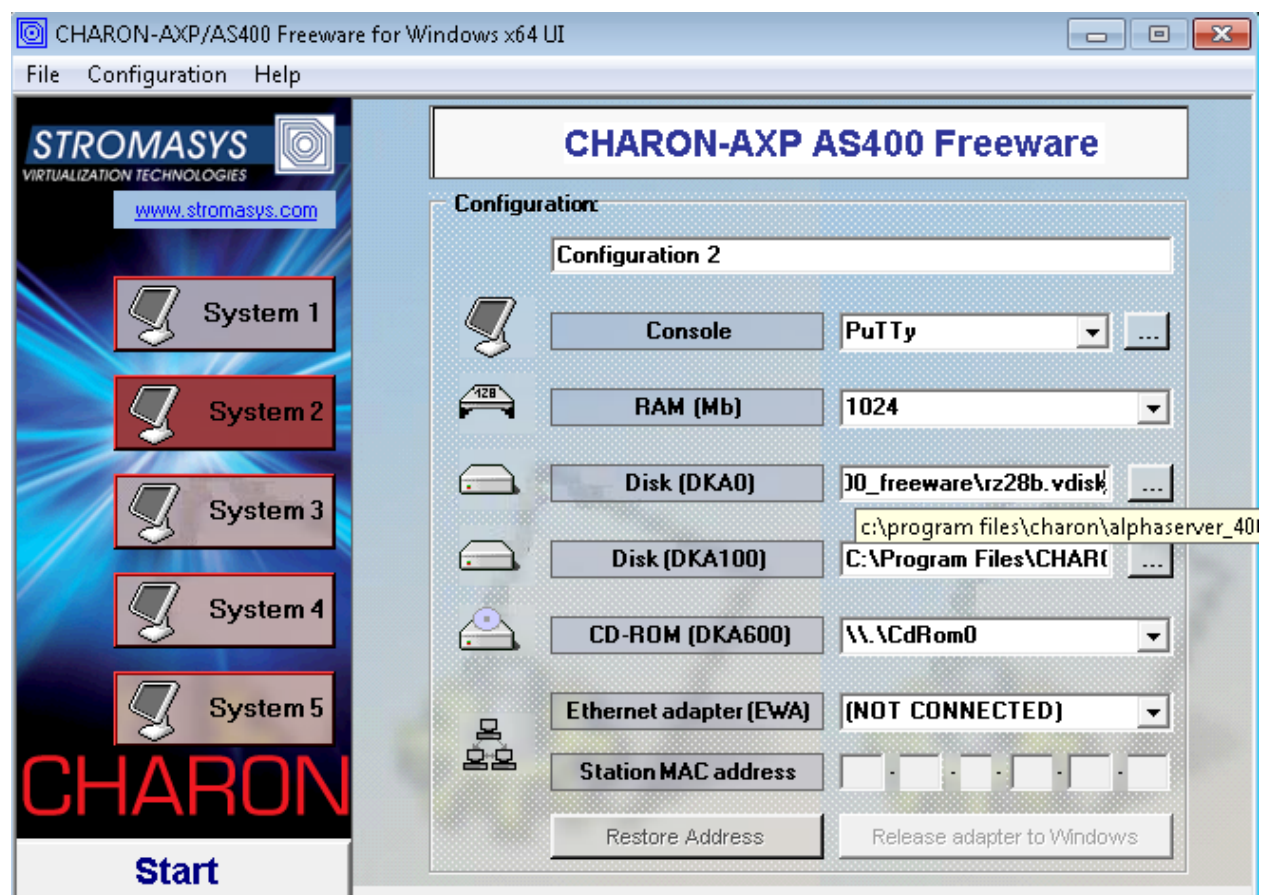 CHARON-AXP/AS400 Freeware for Windows x64 UI
File Configuration Help
STROMASYS
VIRTUALIZATION TECHNOLOGIES
www.stromasys.com
System 1
System 2
System 3
System 4
System 5
CHARON
Start
CHARON-AXP AS400 Freeware
Configuration:
Configuration 2
Console PuTTy ...
128
RAM (Mb) 1024
Disk (DKA0) 00_freeware\rz28b.vdisk ...
c:\program files\charon\alphaserver_40
Disk (DKA100) C:\Program Files\CHAR ...
CD-ROM (DKA600) \\.\CdRom0
Ethernet adapter (EWA) (NOT CONNECTED)
Station MAC address - - - - -
Restore Address Release adapter to Windows